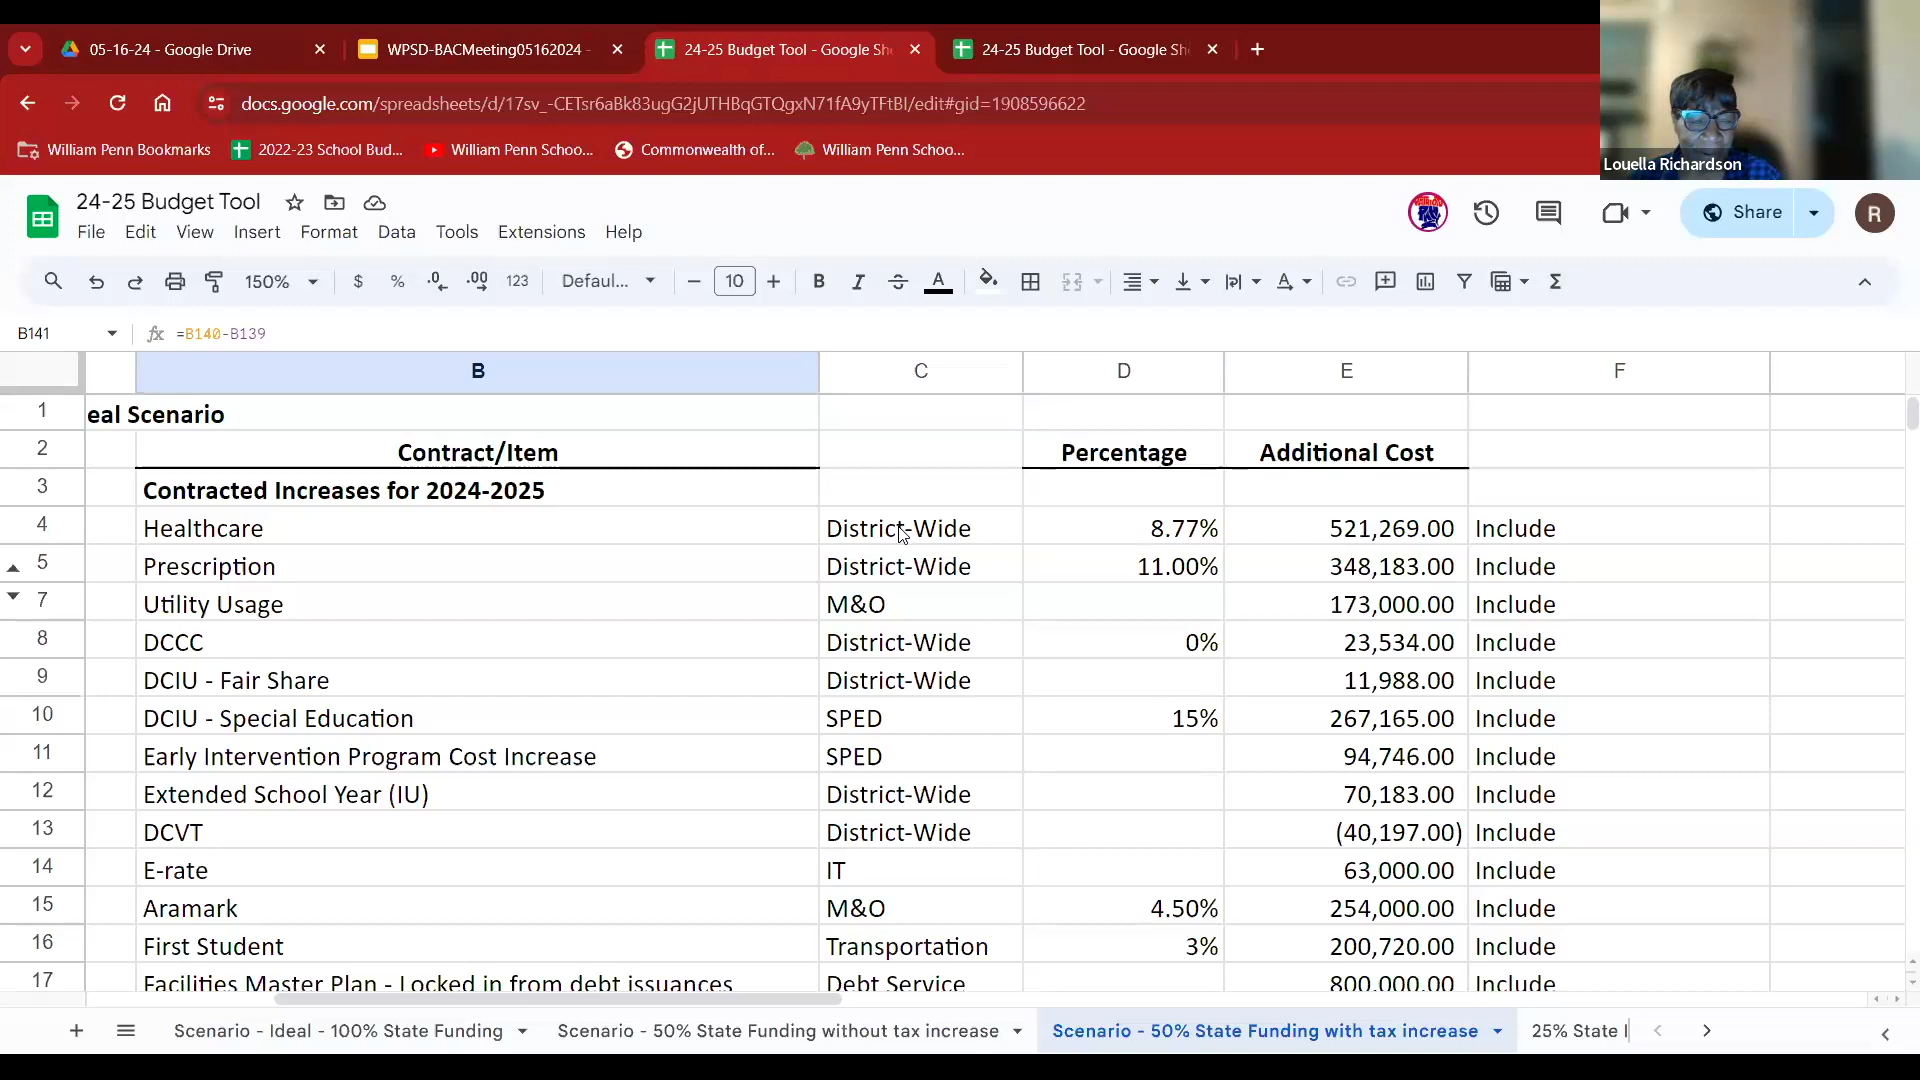 05-16-24 - Google Drive
WPSD-BACMeeting05162024 -
24-25 Budget Tool - Google She
24-25 Budget Tool - Google She
docs.google.com/spreadsheets/d/17sv_-CETsr6aBk83ugG2jUTHBqGTQgxN71fA9yTFtBI/edit#gid=1908596622
William Penn Bookmarks
2022-23 School Bud...
William Penn Schoo...
Commonwealth of...
William Penn Schoo...
Louella Richardson
24-25 Budget Tool
Share
R
File Edit View Insert Format Data Tools Extensions Help
150% $ % .0 .00 123 Defaul... 10 B I S A Σ
B141 fx =B140-B139
B C D E F
1 eal Scenario
2 Contract/Item Percentage Additional Cost
3 Contracted Increases for 2024-2025
4 Healthcare District-Wide 8.77% 521,269.00 Include
5 Prescription District-Wide 11.00% 348,183.00 Include
7 Utility Usage M&O 173,000.00 Include
8 DCCC District-Wide 0% 23,534.00 Include
9 DCIU - Fair Share District-Wide 11,988.00 Include
10 DCIU - Special Education SPED 15% 267,165.00 Include
11 Early Intervention Program Cost Increase SPED 94,746.00 Include
12 Extended School Year (IU) District-Wide 70,183.00 Include
13 DCVT District-Wide (40,197.00) Include
14 E-rate IT 63,000.00 Include
15 Aramark M&O 4.50% 254,000.00 Include
16 First Student Transportation 3% 200,720.00 Include
17 Facilities Master Plan - Locked in from debt issuances Debt Service 800,000.00 Include
Scenario - Ideal - 100% State Funding
Scenario - 50% State Funding without tax increase
Scenario - 50% State Funding with tax increase
25% State